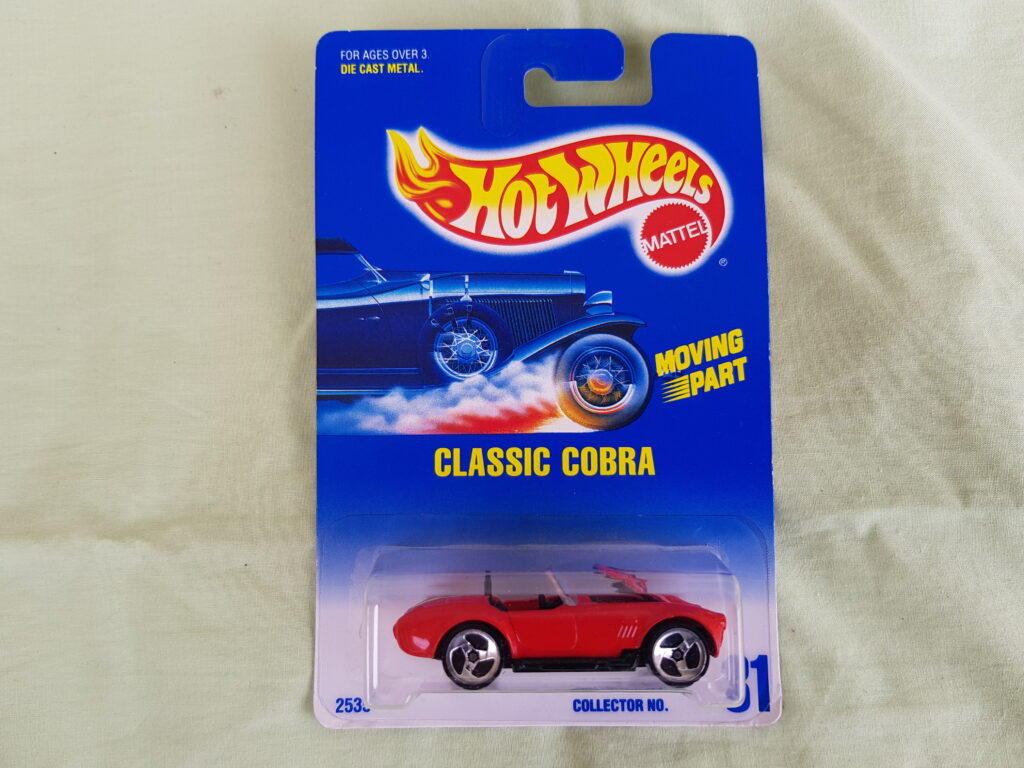 FOR AGES OVER 3.
DIE CAST METAL.
HOT WHEELS
MATTEL
®
MOVING
PART
CLASSIC COBRA
COLLECTOR NO.